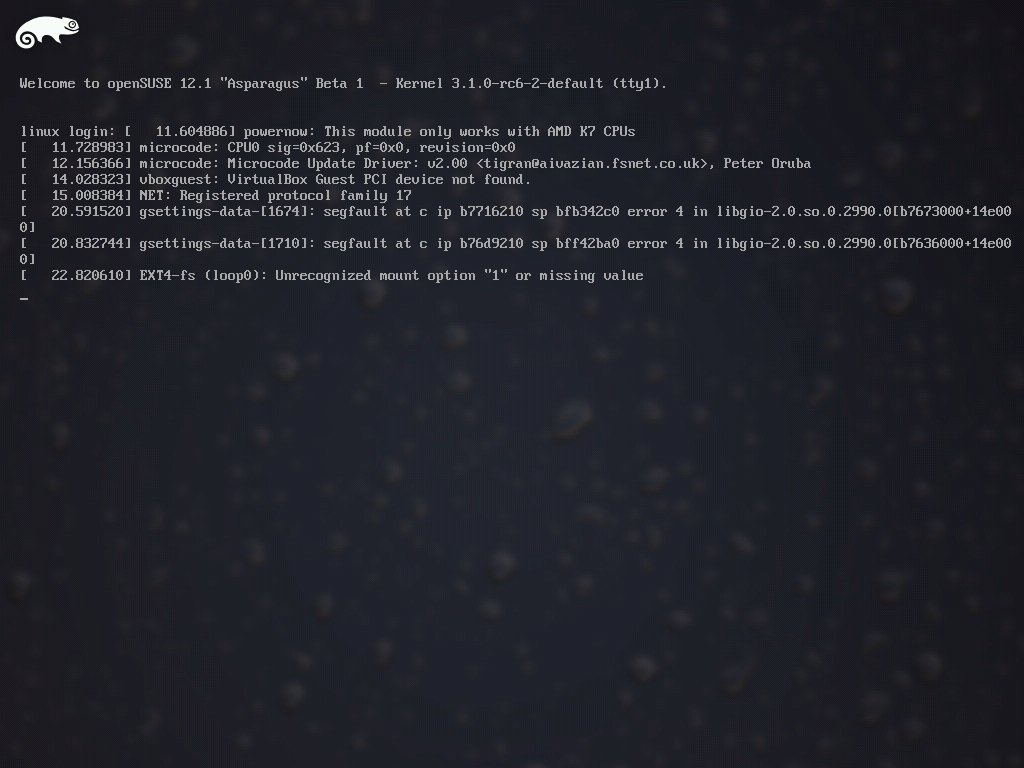 Welcome to openSUSE 12.1 "Asparagus" Beta 1  - Kernel 3.1.0-rc6-2-default (tty1).
linux login: [   11.604886] powernow: This module only works with AMD K7 CPUs
[   11.728983] microcode: CPU0 sig=0x623, pf=0x0, revision=0x0
[   12.156366] microcode: Microcode Update Driver: v2.00 <tigran@aivazian.fsnet.co.uk>, Peter Oruba
[   14.028323] vboxguest: VirtualBox Guest PCI device not found.
[   15.008384] NET: Registered protocol family 17
[   20.591520] gsettings-data-[1674]: segfault at c ip b7716210 sp bfb342c0 error 4 in libgio-2.0.so.0.2990.0[b7673000+14e00
0]
[   20.832744] gsettings-data-[1710]: segfault at c ip b76d9210 sp bff42ba0 error 4 in libgio-2.0.so.0.2990.0[b7636000+14e00
0]
[   22.820610] EXT4-fs (loop0): Unrecognized mount option "1" or missing value
_